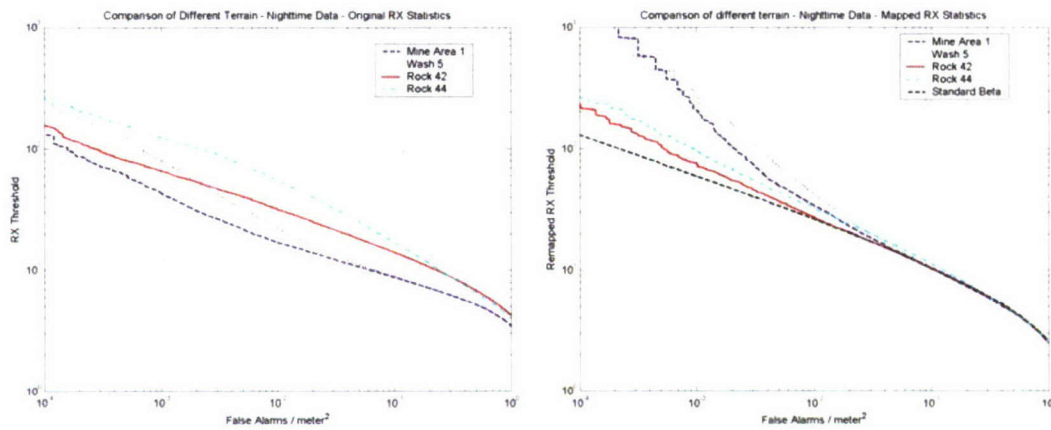 Comparison of Different Terrain - Nighttime Data - Original RX Statistics
Mine Area 1
Wash 5
Rock 42
Rock 44
RX Threshold
False Alarms / meter²
Comparison of different terrain - Nighttime Data - Mapped RX Statistics
Mine Area 1
Wash 5
Rock 42
Rock 44
Standard Beta
Remapped RX Threshold
False Alarms / meter²